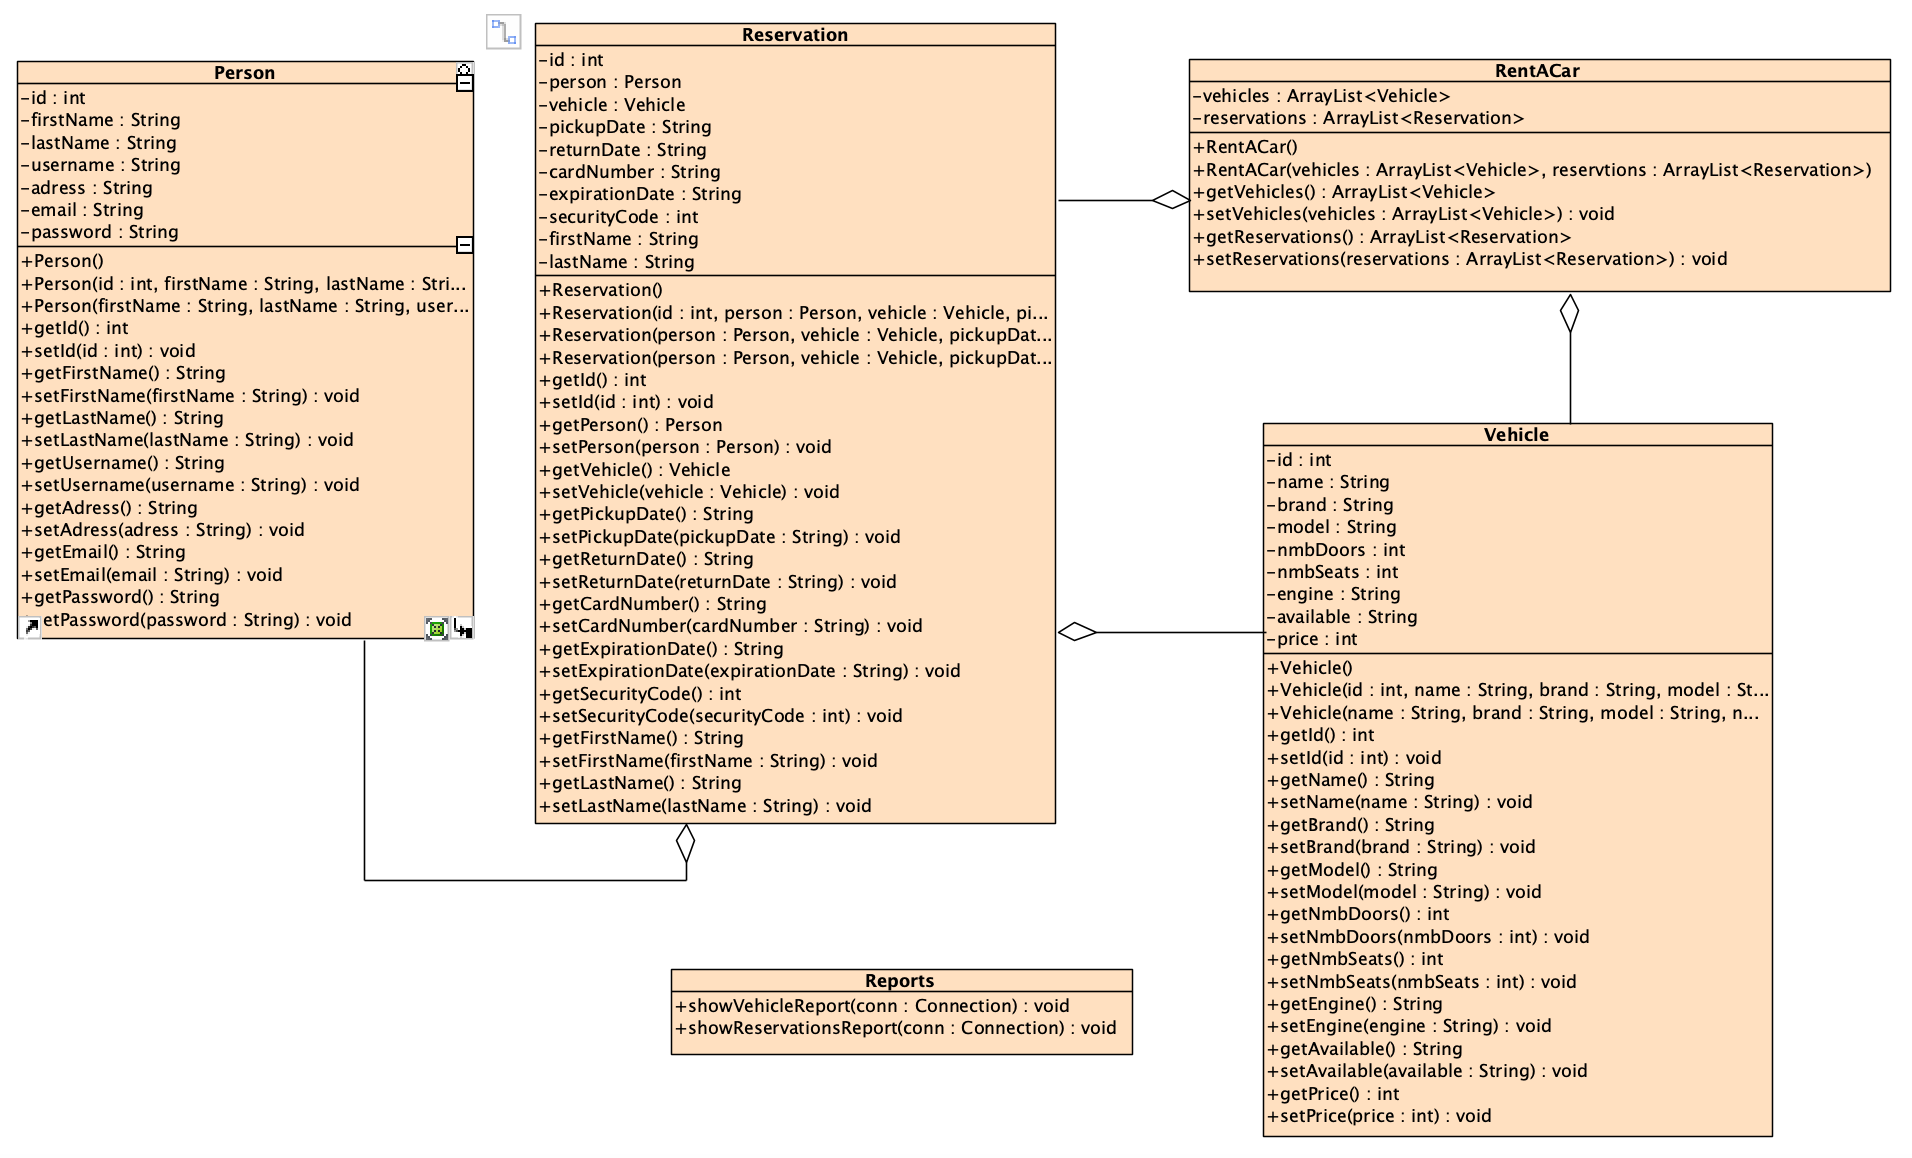 Person
-id : int
-firstName : String
-lastName : String
-username : String
-adress : String
-email : String
-password : String
+Person()
+Person(id : int, firstName : String, lastName : Stri...
+Person(firstName : String, lastName : String, user...
+getId() : int
+setId(id : int) : void
+getFirstName() : String
+setFirstName(firstName : String) : void
+getLastName() : String
+setLastName(lastName : String) : void
+getUsername() : String
+setUsername(username : String) : void
+getAdress() : String
+setAdress(adress : String) : void
+getEmail() : String
+setEmail(email : String) : void
+getPassword() : String
etPassword(password : String) : void
Reservation
-id : int
-person : Person
-vehicle : Vehicle
-pickupDate : String
-returnDate : String
-cardNumber : String
-expirationDate : String
-securityCode : int
-firstName : String
-lastName : String
+Reservation()
+Reservation(id : int, person : Person, vehicle : Vehicle, pi...
+Reservation(person : Person, vehicle : Vehicle, pickupDat...
+Reservation(person : Person, vehicle : Vehicle, pickupDat...
+getId() : int
+setId(id : int) : void
+getPerson() : Person
+setPerson(person : Person) : void
+getVehicle() : Vehicle
+setVehicle(vehicle : Vehicle) : void
+getPickupDate() : String
+setPickupDate(pickupDate : String) : void
+getReturnDate() : String
+setReturnDate(returnDate : String) : void
+getCardNumber() : String
+setCardNumber(cardNumber : String) : void
+getExpirationDate() : String
+setExpirationDate(expirationDate : String) : void
+getSecurityCode() : int
+setSecurityCode(securityCode : int) : void
+getFirstName() : String
+setFirstName(firstName : String) : void
+getLastName() : String
+setLastName(lastName : String) : void
RentACar
-vehicles : ArrayList<Vehicle>
-reservations : ArrayList<Reservation>
+RentACar()
+RentACar(vehicles : ArrayList<Vehicle>, reservtions : ArrayList<Reservation>)
+getVehicles() : ArrayList<Vehicle>
+setVehicles(vehicles : ArrayList<Vehicle>) : void
+getReservations() : ArrayList<Reservation>
+setReservations(reservations : ArrayList<Reservation>) : void
Vehicle
-id : int
-name : String
-brand : String
-model : String
-nmbDoors : int
-nmbSeats : int
-engine : String
-available : String
-price : int
+Vehicle()
+Vehicle(id : int, name : String, brand : String, model : St...
+Vehicle(name : String, brand : String, model : String, n...
+getId() : int
+setId(id : int) : void
+getName() : String
+setName(name : String) : void
+getBrand() : String
+setBrand(brand : String) : void
+getModel() : String
+setModel(model : String) : void
+getNmbDoors() : int
+setNmbDoors(nmbDoors : int) : void
+getNmbSeats() : int
+setNmbSeats(nmbSeats : int) : void
+getEngine() : String
+setEngine(engine : String) : void
+getAvailable() : String
+setAvailable(available : String) : void
+getPrice() : int
+setPrice(price : int) : void
Reports
+showVehicleReport(conn : Connection) : void
+showReservationsReport(conn : Connection) : void